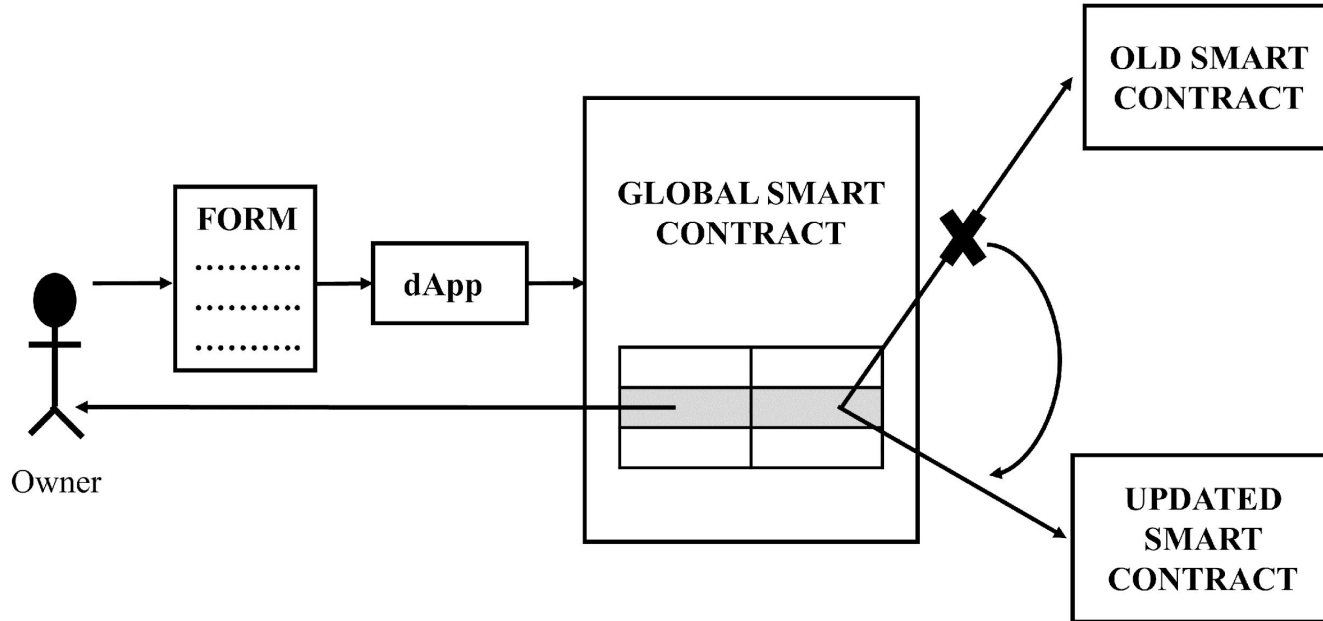 OLD SMART
CONTRACT
GLOBAL SMART
CONTRACT
FORM
..........
..........
..........
dApp
Owner
UPDATED
SMART
CONTRACT